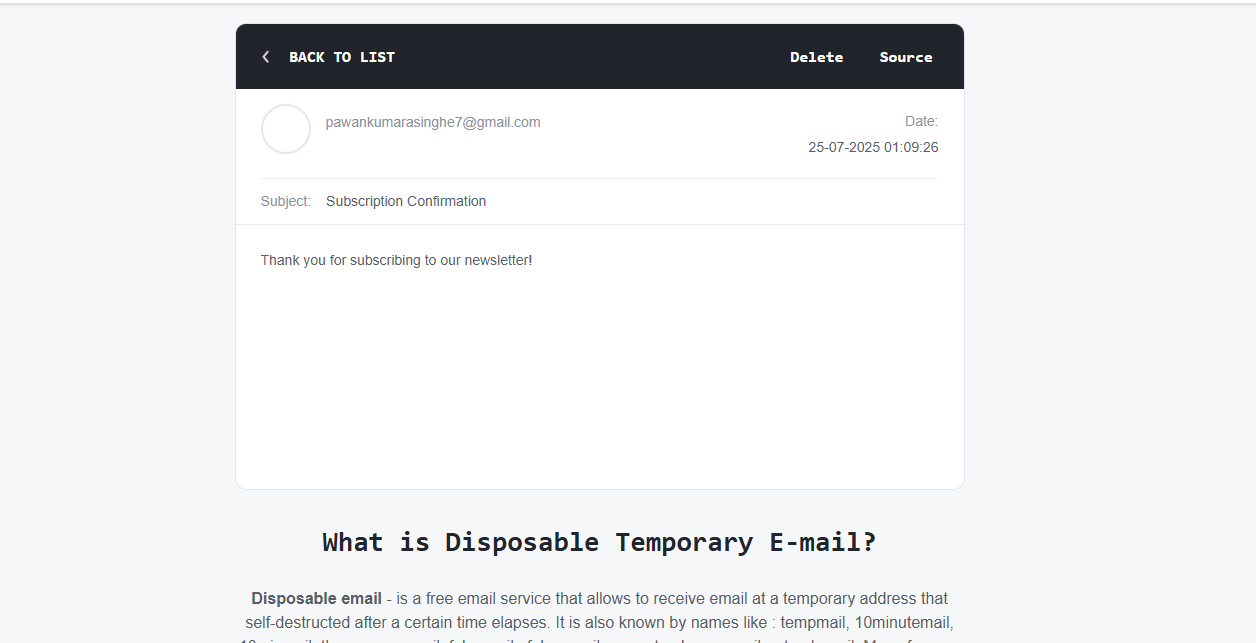 BACK TO LIST Delete Source
pawankumarasinghe7@gmail.com Date:
25-07-2025 01:09:26
Subject: Subscription Confirmation
Thank you for subscribing to our newsletter!
What is Disposable Temporary E-mail?
Disposable email - is a free email service that allows to receive email at a temporary address that
self-destructed after a certain time elapses. It is also known by names like : tempmail, 10minutemail,